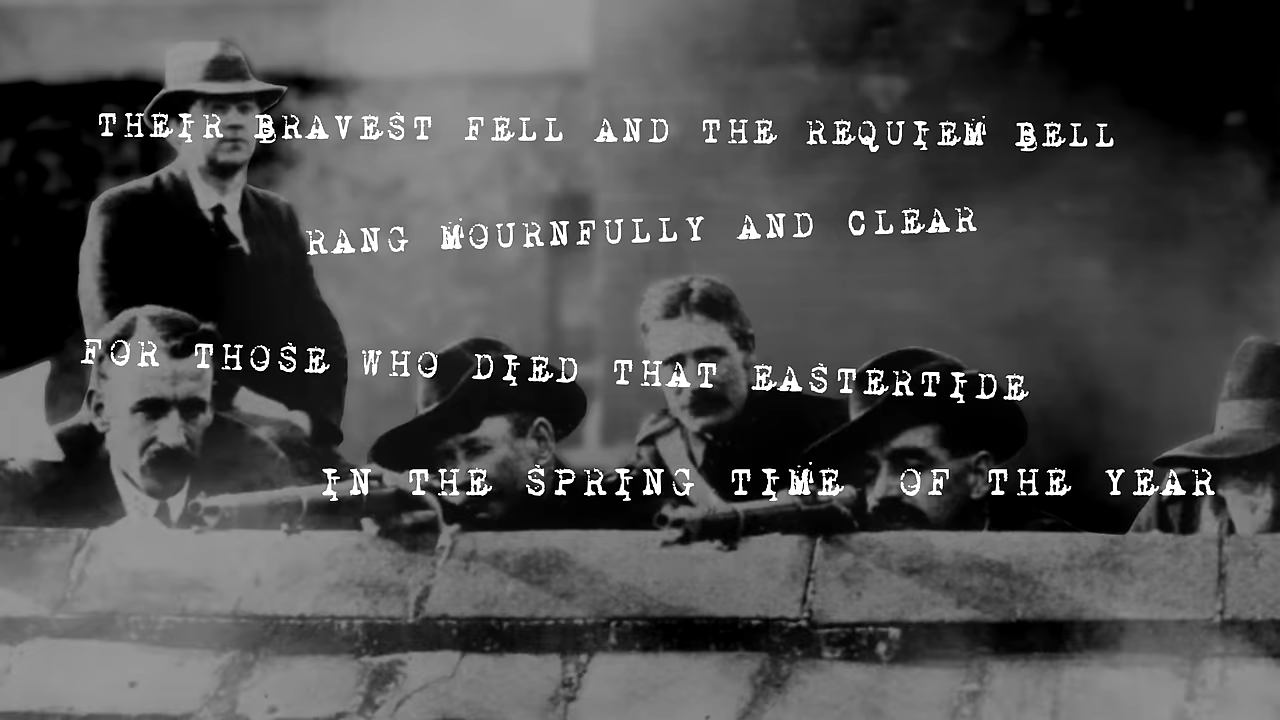 THEIR BRAVEST FELL AND THE REQUIEM BELL
RANG MOURNFULLY AND CLEAR
FOR THOSE WHO DIED THAT EASTERTIDE
IN THE SPRING TIME OF THE YEAR